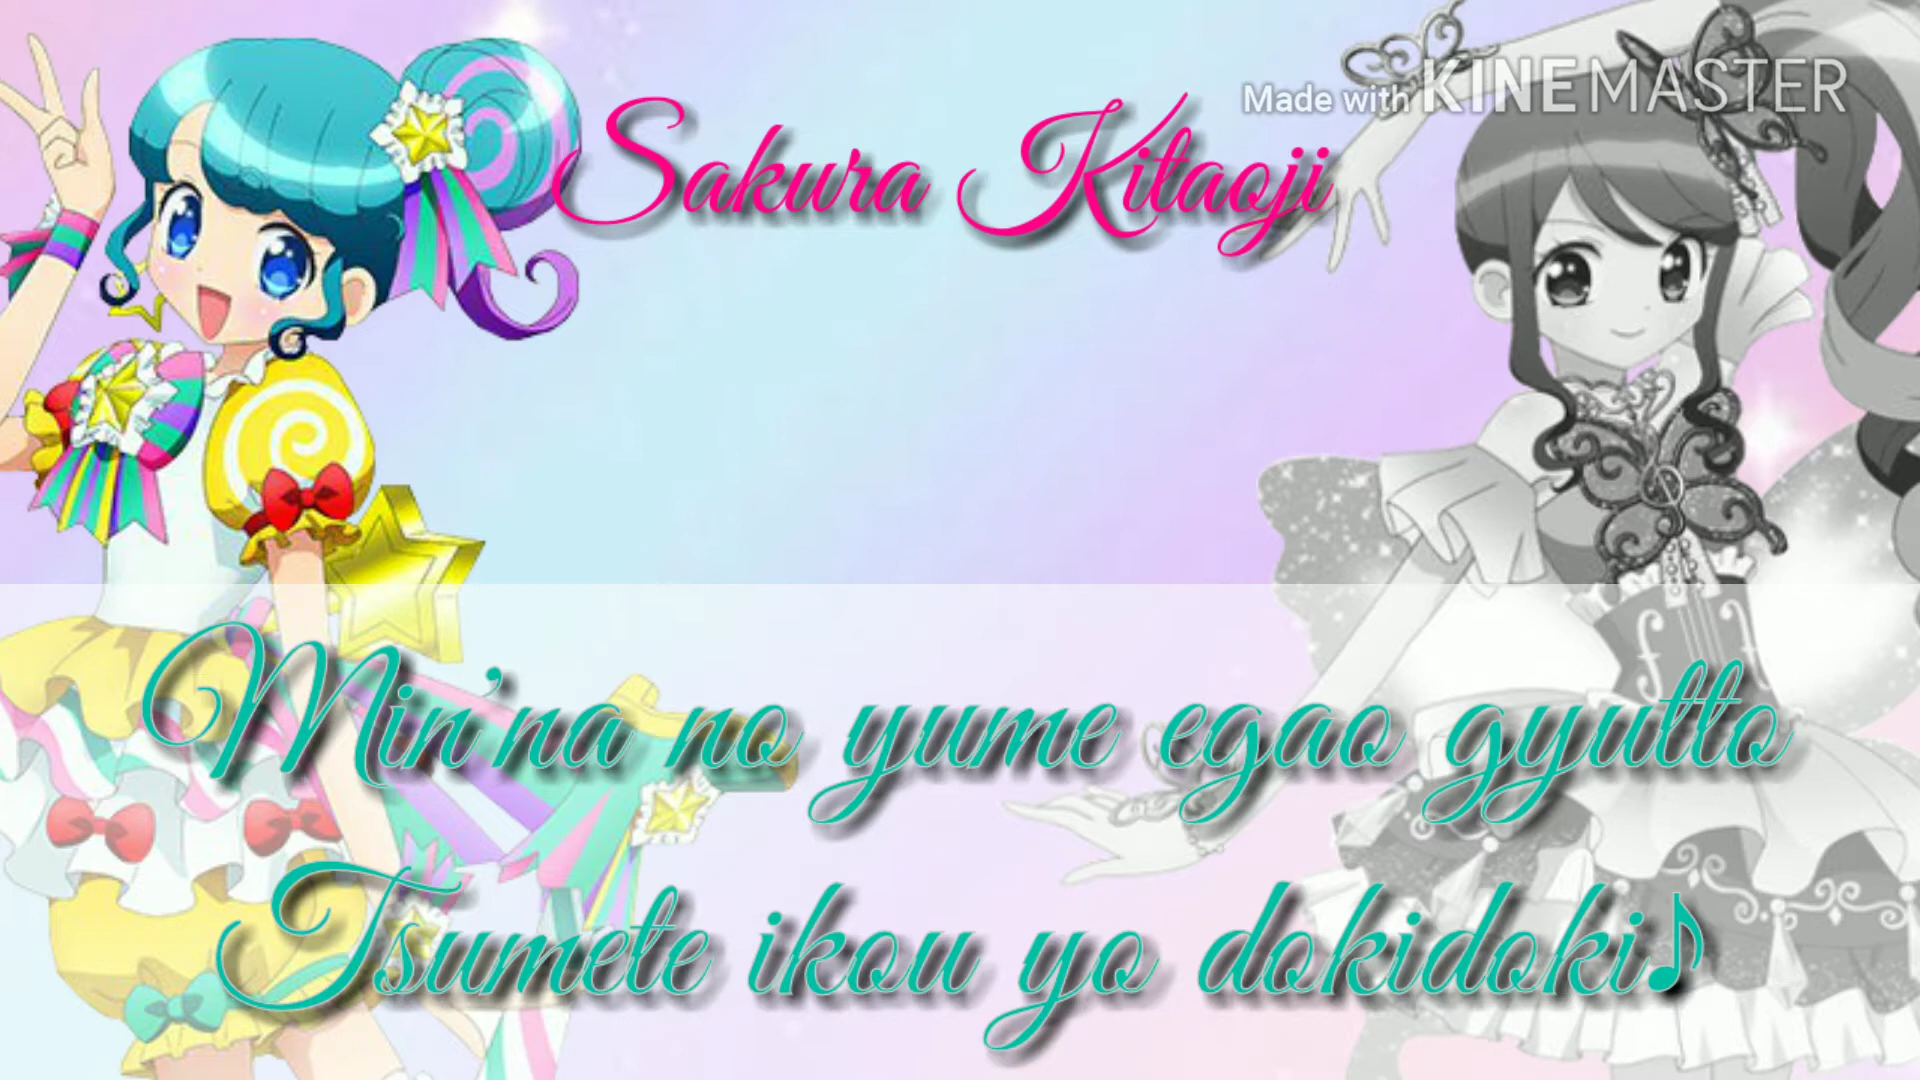 Made with KINEMASTER
Sakura Kitaoji
Min'na no yume egao gyutto
Tsumete ikou yo dokidoki♪